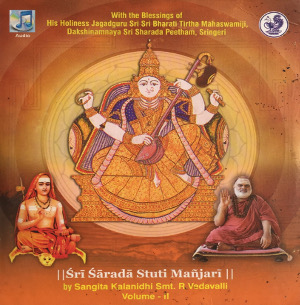 Audio
With the Blessings of
His Holiness Jagadguru Sri Sri Bharati Tirtha Mahaswamiji,
Dakshinamnaya Sri Sharada Peetham, Sringeri
||Śrī Śāradā Stuti Mañjarī ||
by Sangita Kalanidhi Smt. R Vedavalli
Volume - II